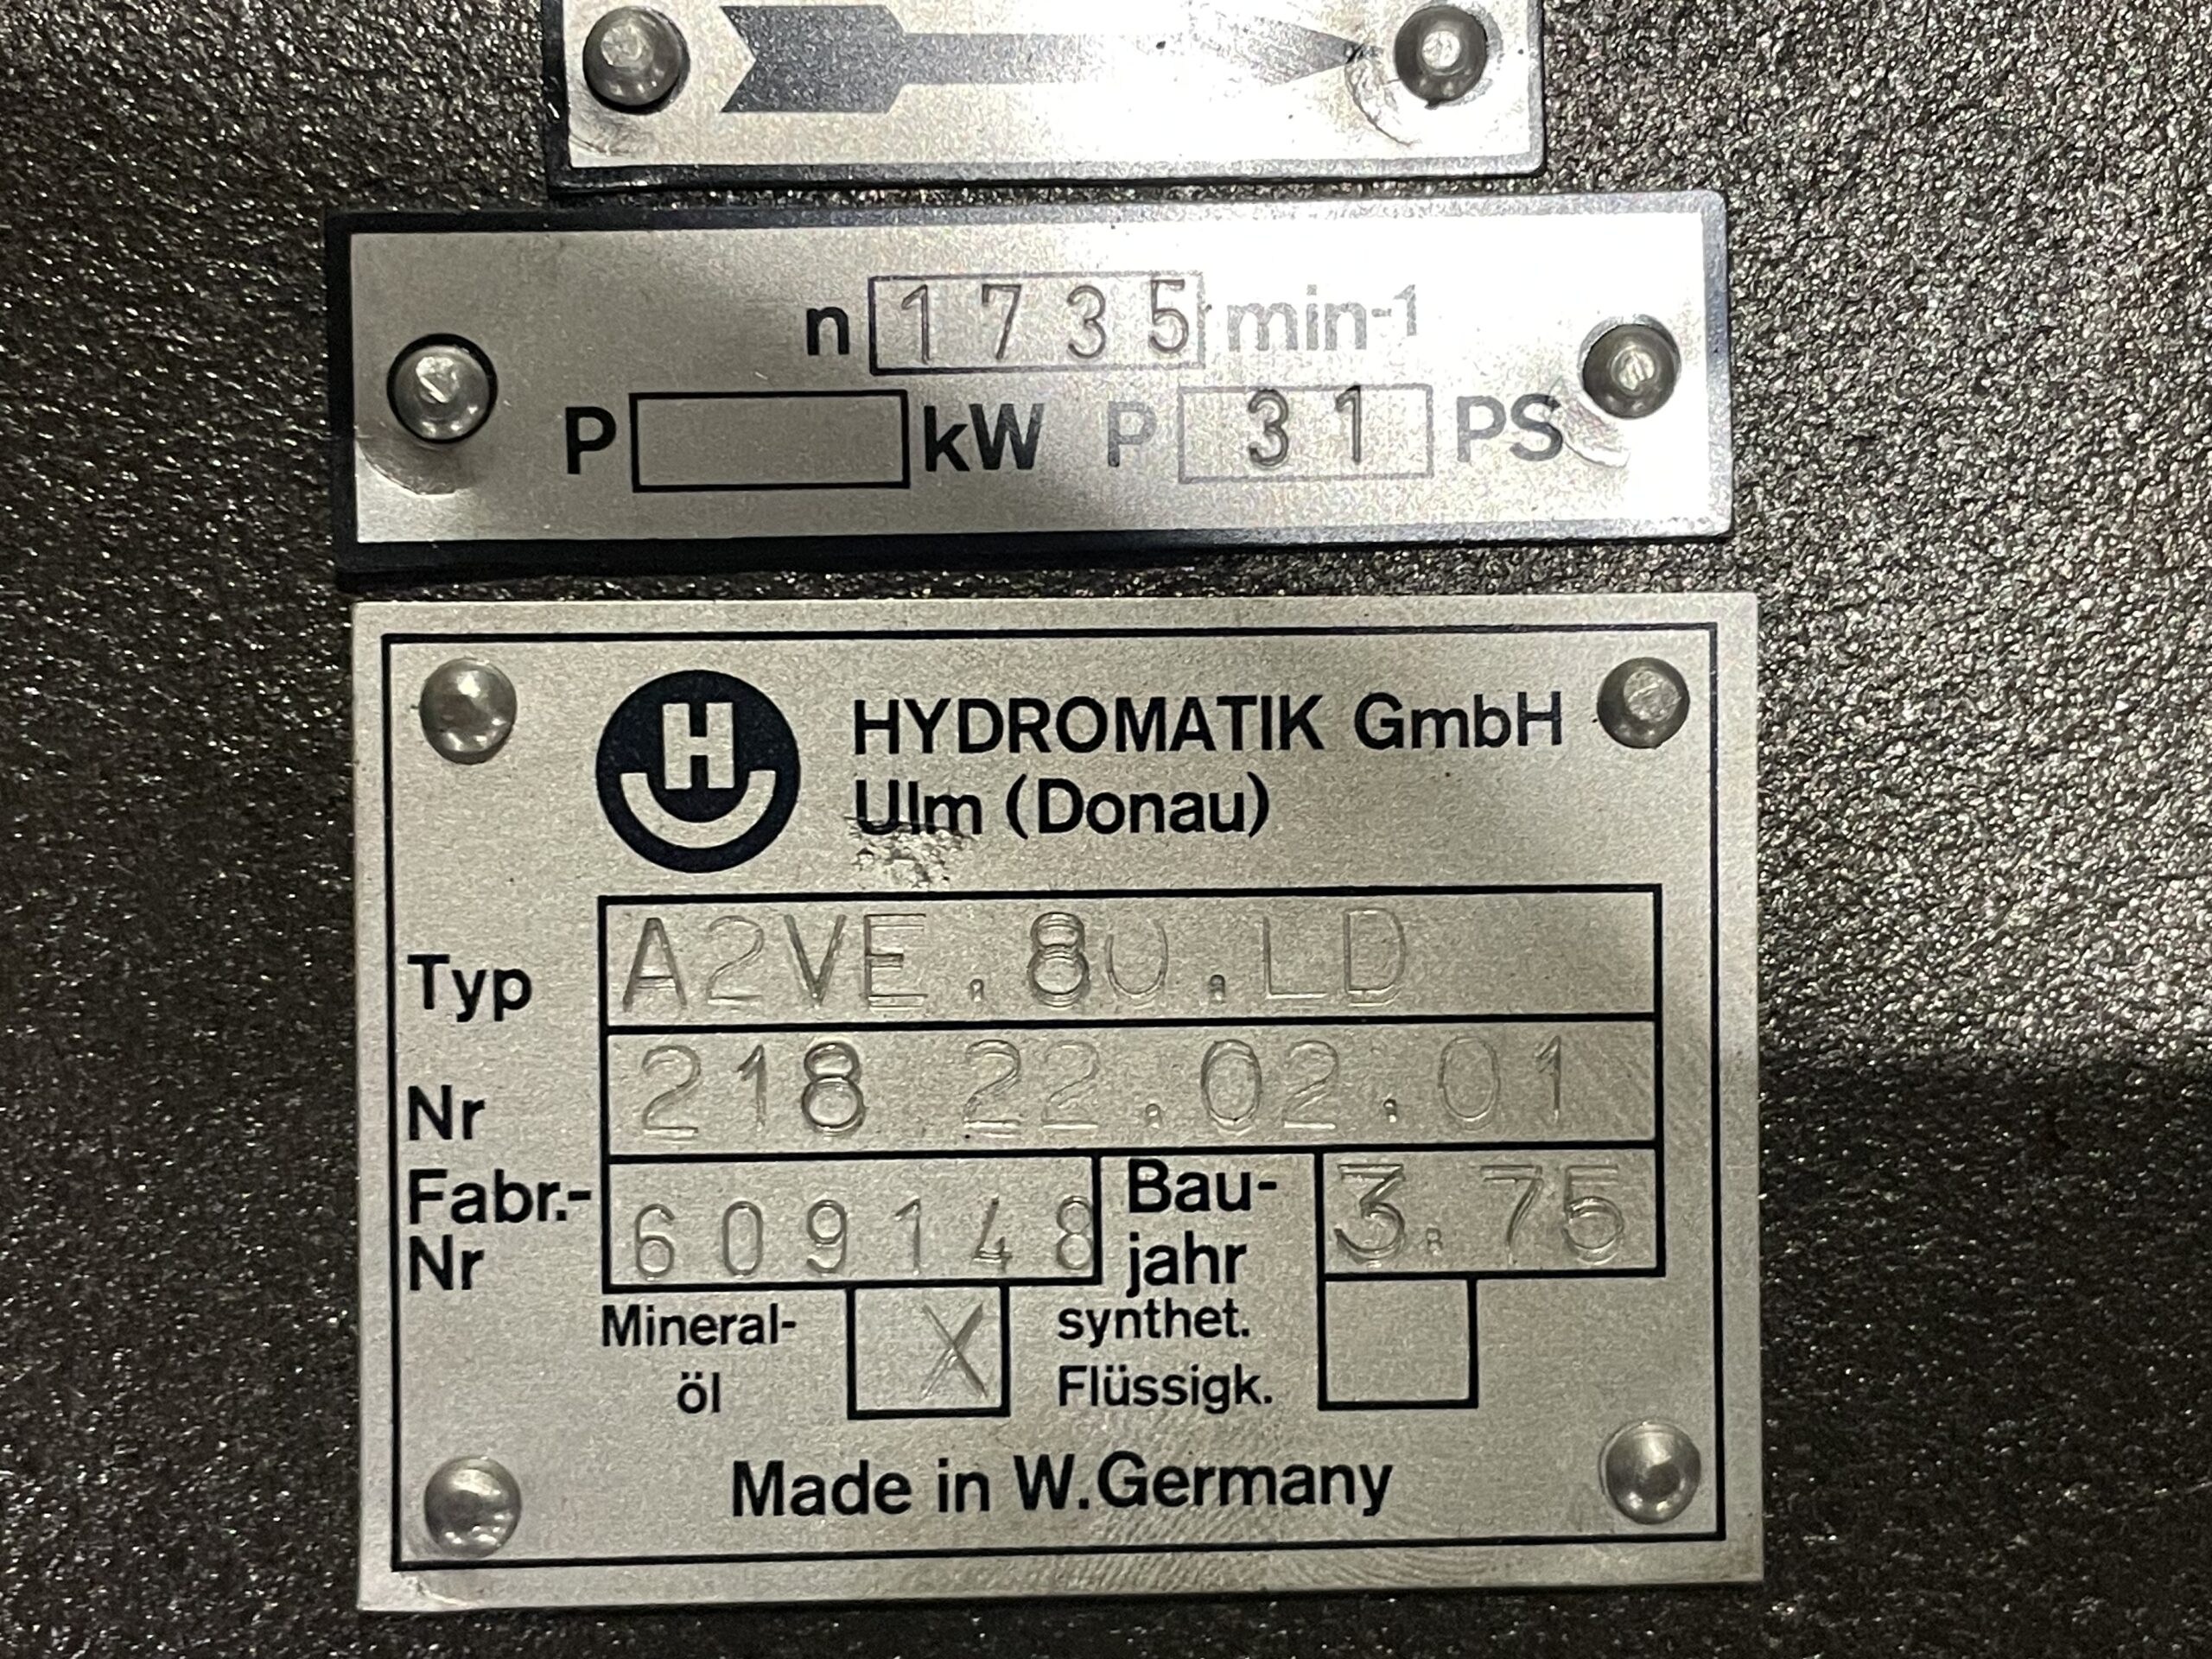 n 1735 min-1
P kW P 31 PS
H HYDROMATIK GmbH
Ulm (Donau)
Typ A2VE.80.LD
Nr 218 22.02.01
Fabr.-
Nr 609148
Bau-
jahr 3.75
Mineral-
öl X
synthet.
Flüssigk.
Made in W.Germany